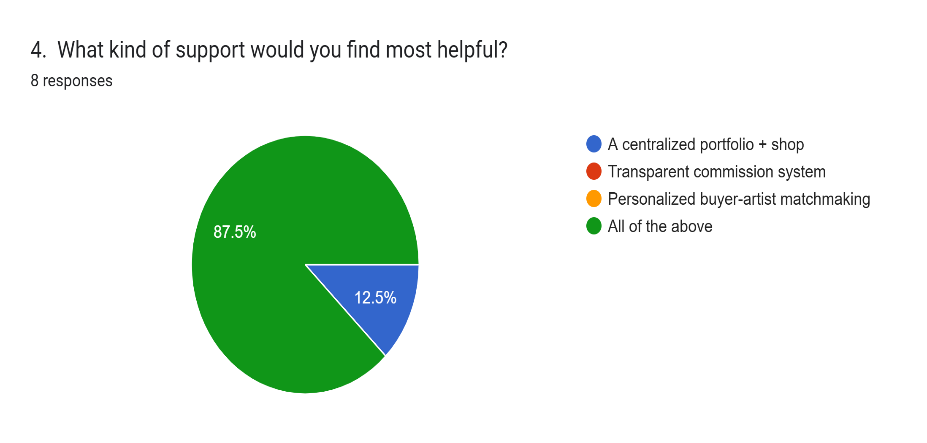 4. What kind of support would you find most helpful?
8 responses
87.5%
12.5%
A centralized portfolio + shop
Transparent commission system
Personalized buyer-artist matchmaking
All of the above